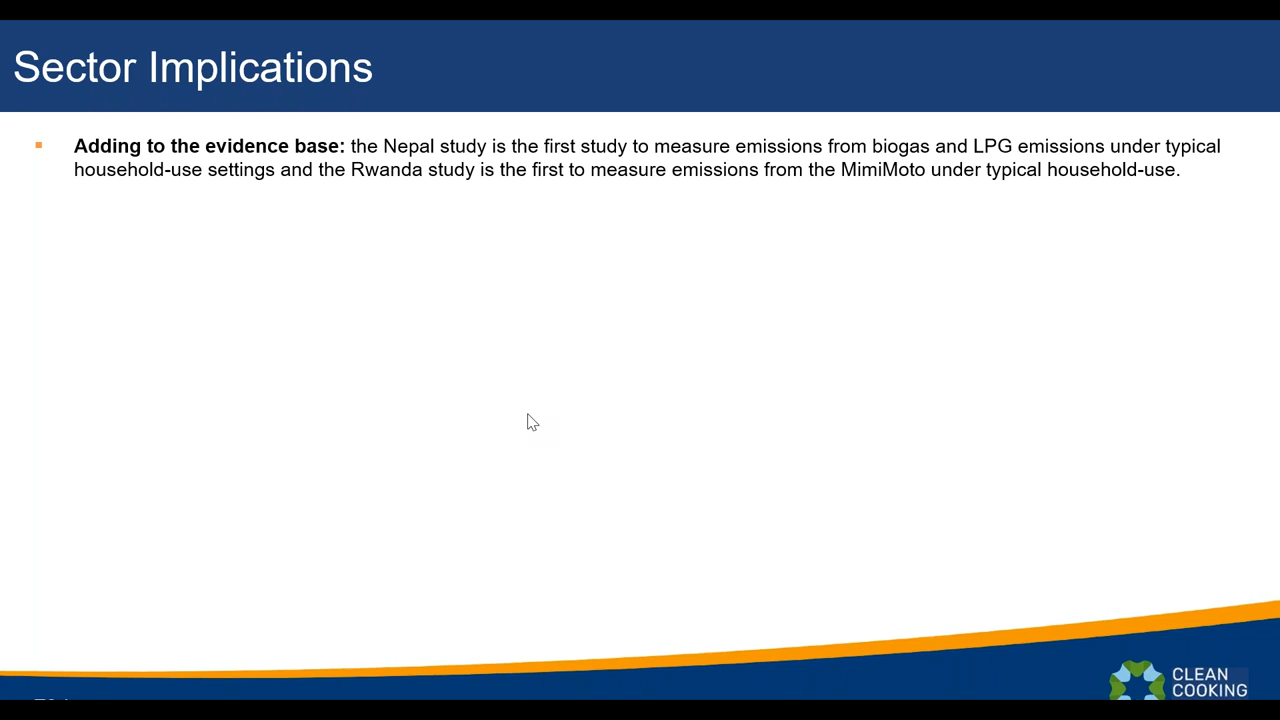 Sector Implications
Adding to the evidence base: the Nepal study is the first study to measure emissions from biogas and LPG emissions under typical
household-use settings and the Rwanda study is the first to measure emissions from the MimiMoto under typical household-use.
CLEAN
COOKING